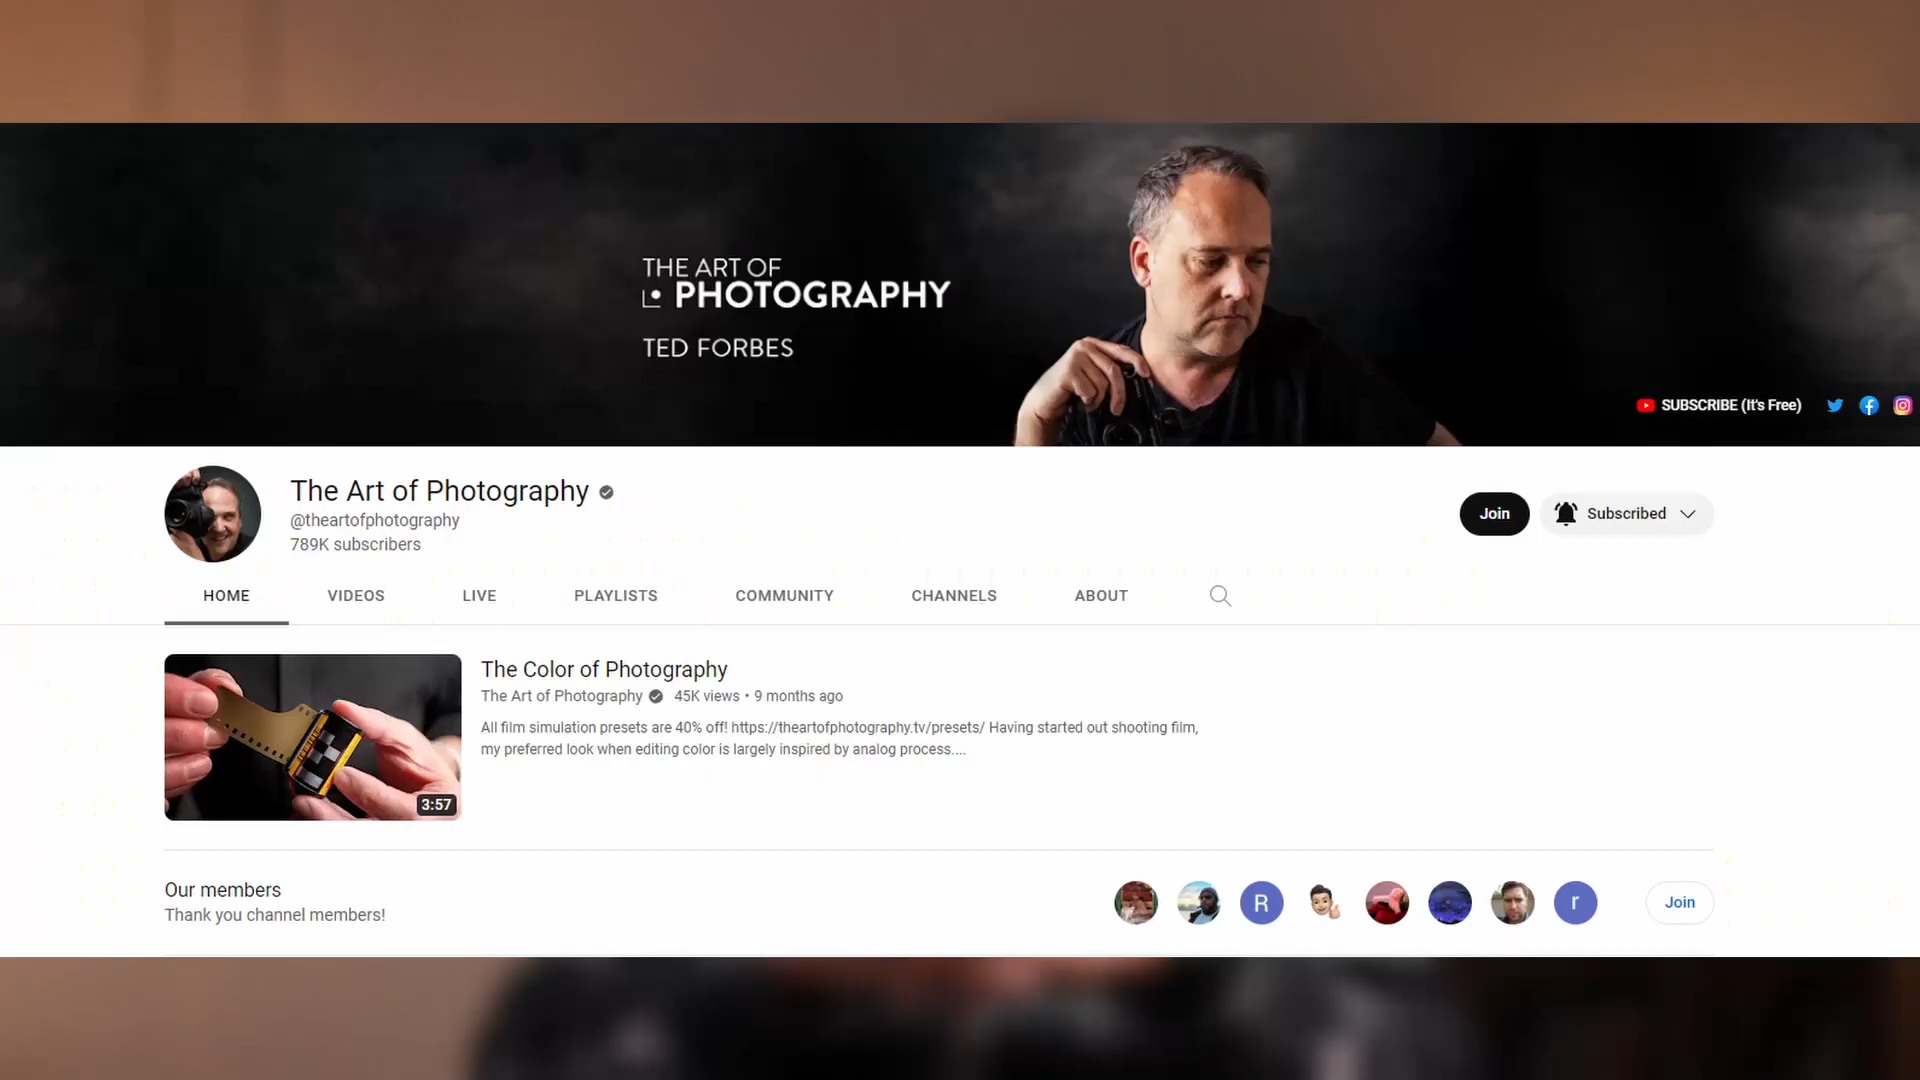 THE ART OF
PHOTOGRAPHY
TED FORBES
SUBSCRIBE (It's Free)
The Art of Photography
@theartofphotography
789K subscribers
Join
Subscribed
HOME
VIDEOS
LIVE
PLAYLISTS
COMMUNITY
CHANNELS
ABOUT
3:57
The Color of Photography
The Art of Photography 45K views • 9 months ago
All film simulation presets are 40% off! https://theartofphotography.tv/presets/ Having started out shooting film,
my preferred look when editing color is largely inspired by analog process....
Our members
Thank you channel members!
R
r
Join